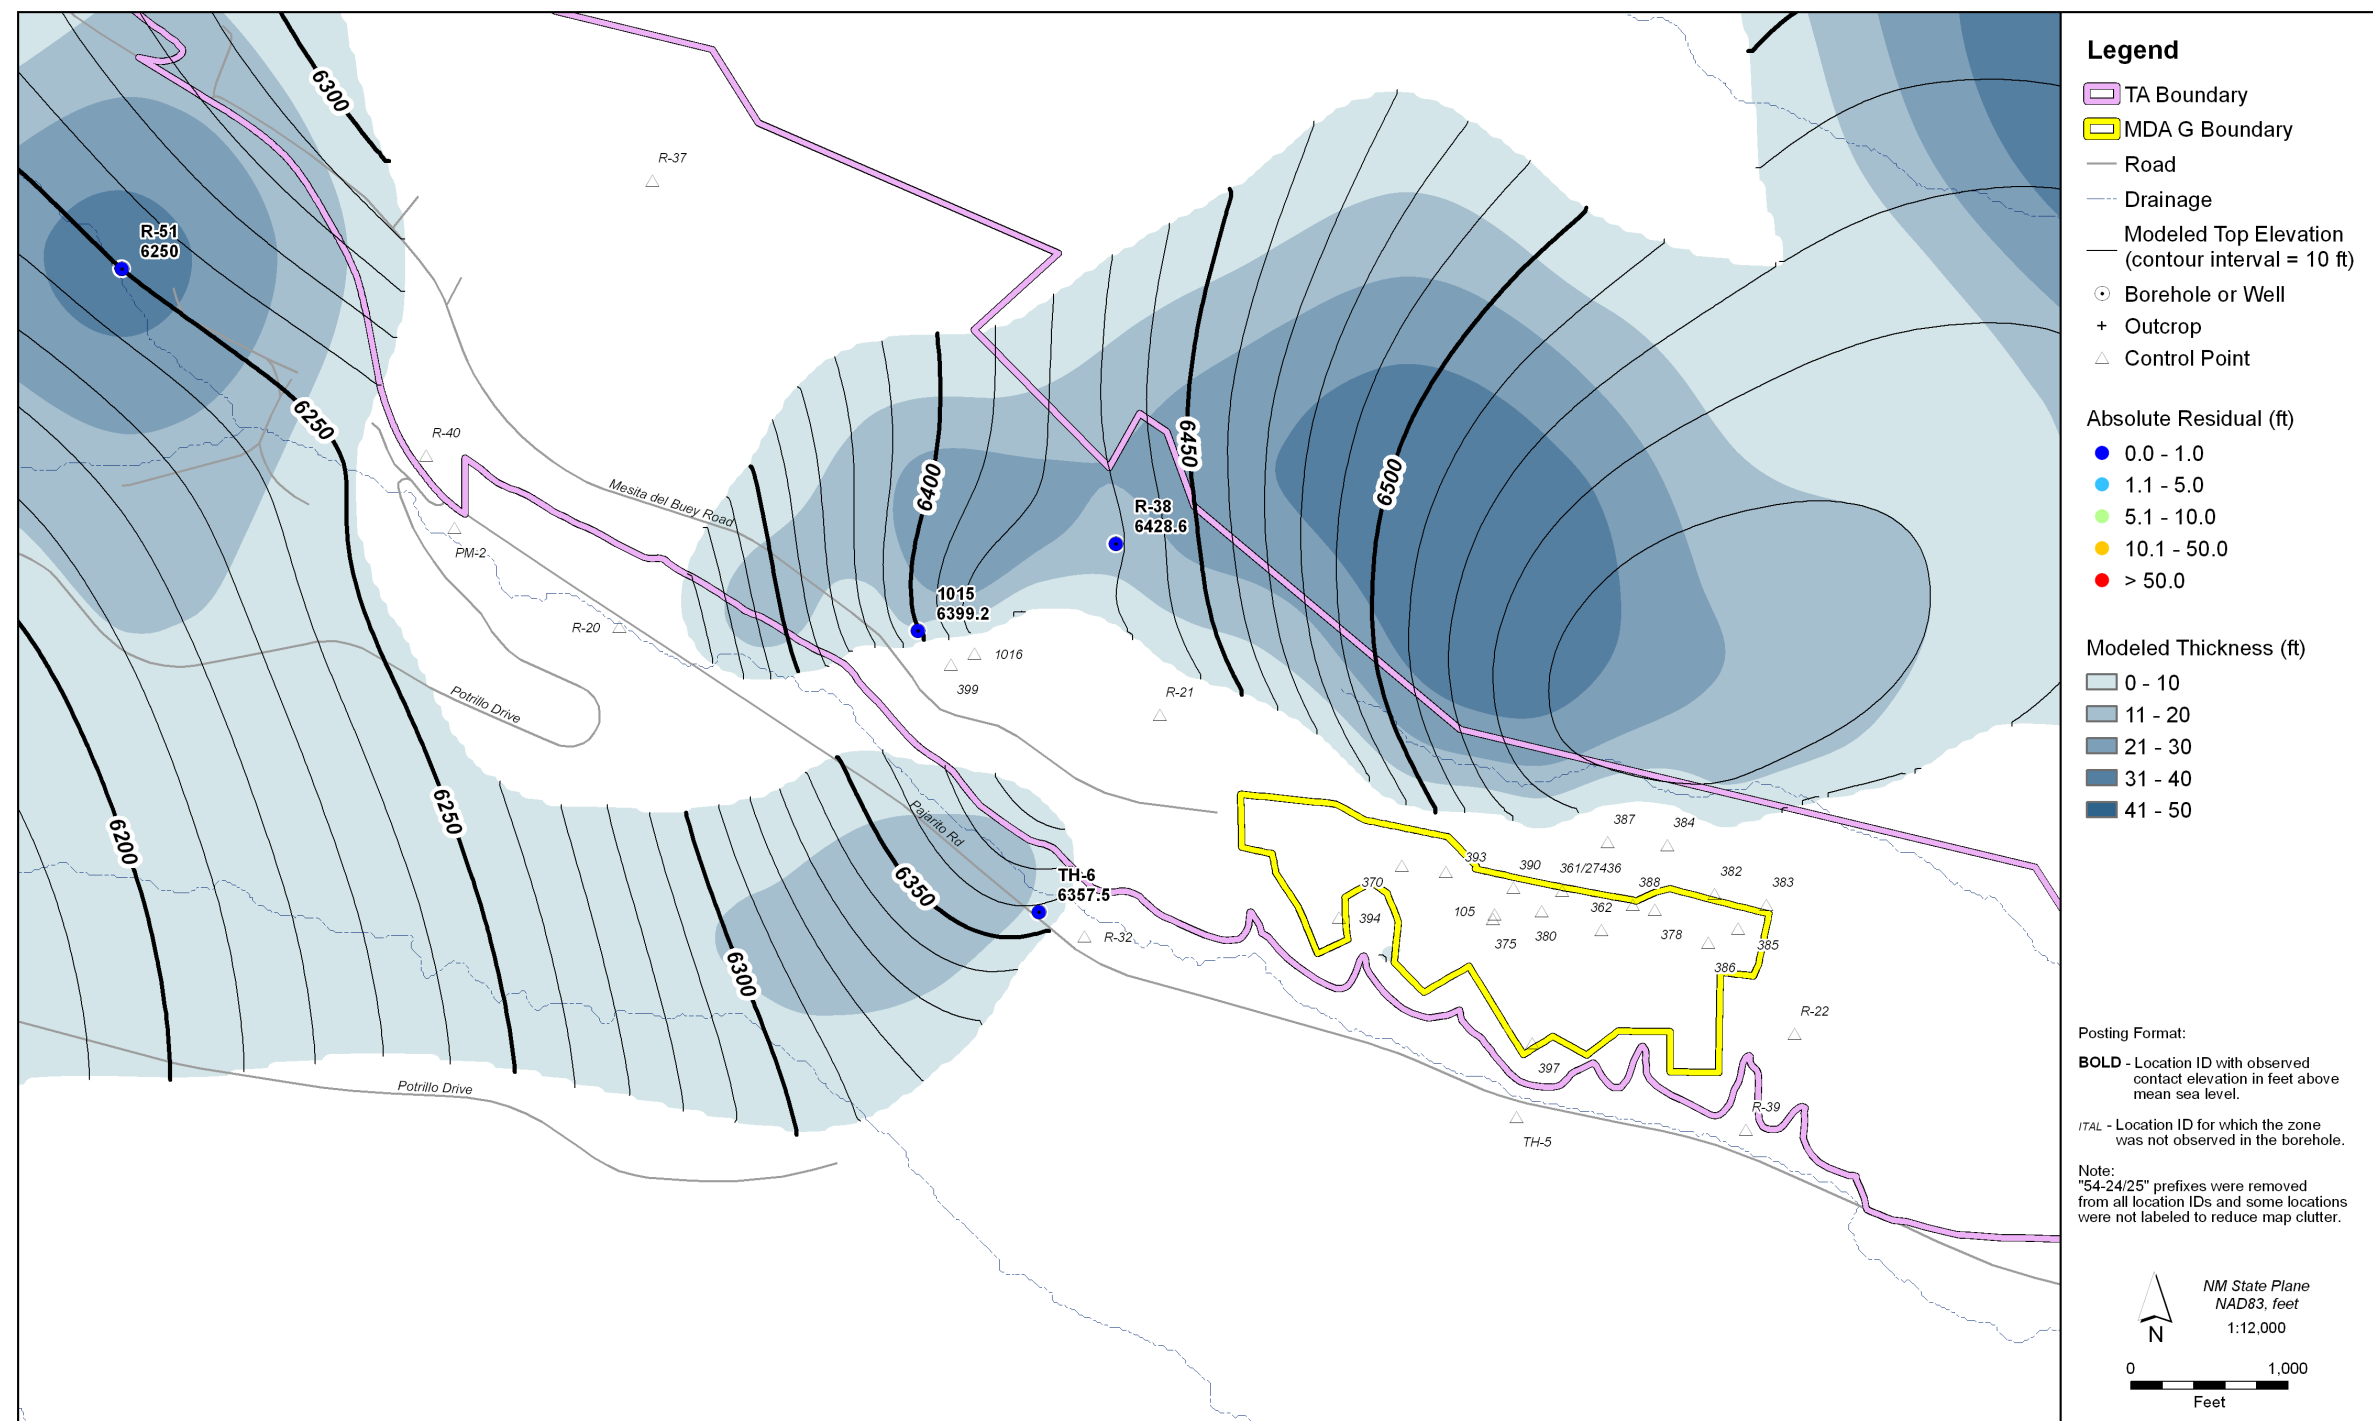 6300
R-37
R-51
6250
6250
R-40
Mesita del Buey Road
PM-2
R-20
6400
6450
6500
R-38
6428.6
1015
6399.2
1016
399
R-21
Potrillo Drive
6200
6250
Pajarito Rd
6350
TH-6
6357.5
R-32
6300
Potrillo Drive
387
384
393
390
361/27436
382
383
370
388
394
105
362
375
380
378
385
386
R-22
397
R-39
TH-5
Legend
TA Boundary
MDA G Boundary
Road
Drainage
Modeled Top Elevation
(contour interval = 10 ft)
Borehole or Well
Outcrop
Control Point
Absolute Residual (ft)
0.0 - 1.0
1.1 - 5.0
5.1 - 10.0
10.1 - 50.0
> 50.0
Modeled Thickness (ft)
0 - 10
11 - 20
21 - 30
31 - 40
41 - 50
Posting Format:
BOLD - Location ID with observed
contact elevation in feet above
mean sea level.
ITAL - Location ID for which the zone
was not observed in the borehole.
Note:
"54-24/25" prefixes were removed
from all location IDs and some locations
were not labeled to reduce map clutter.
NM State Plane
NAD83, feet
1:12,000
N
0 1,000
Feet